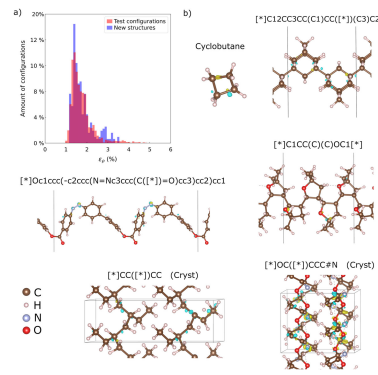 a)
20%
16%
12%
8 %
4 %
0 %
Amount of configurations
Test configurations
New structures
0 1 2 3 4 5 6
ερ (%)
b)
Cyclobutane
[*]C12CC3CC(C1)CC([*])(C3)C2
[*]C1CC(C)(C)OC1[*]
[*]Oc1ccc(-c2ccc(N=Nc3ccc(C([*])=O)cc3)cc2)cc1
[*]CC([*])CC (Cryst)
[*]OC([*])CCC#N (Cryst)
C
H
N
O